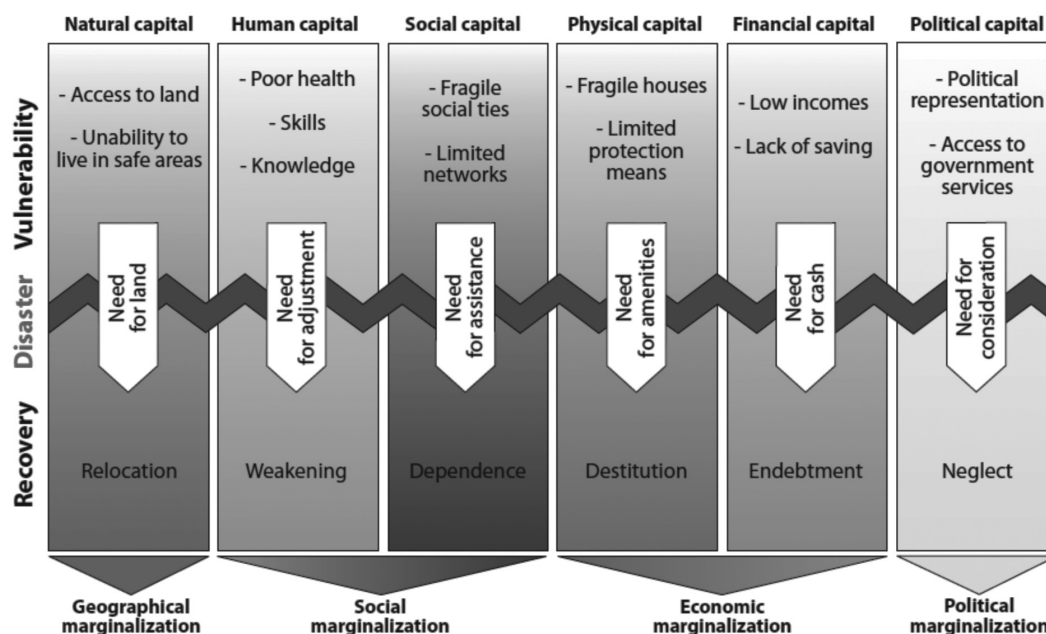 Natural capital
Human capital
Social capital
Physical capital
Financial capital
Political capital
Vulnerability
- Access to land
- Unability to
live in safe areas
- Poor health
- Skills
- Knowledge
- Fragile
social ties
- Limited
networks
- Fragile houses
- Limited
protection
means
- Low incomes
- Lack of saving
- Political
representation
- Access to
government
services
Disaster
Need
for land
Need
for adjustment
Need
for assistance
Need
for amenities
Need
for cash
Need for
consideration
Recovery
Relocation
Weakening
Dependence
Destitution
Endebtment
Neglect
Geographical
marginalization
Social
marginalization
Economic
marginalization
Political
marginalization